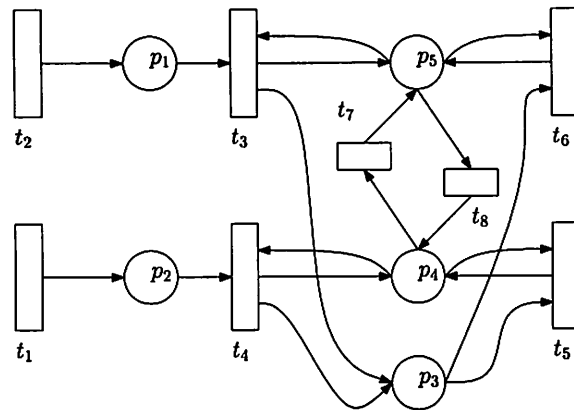 p₁
p₅
t₂
t₃
t₇
t₆
t₈
p₂
p₄
t₁
t₄
p₃
t₅